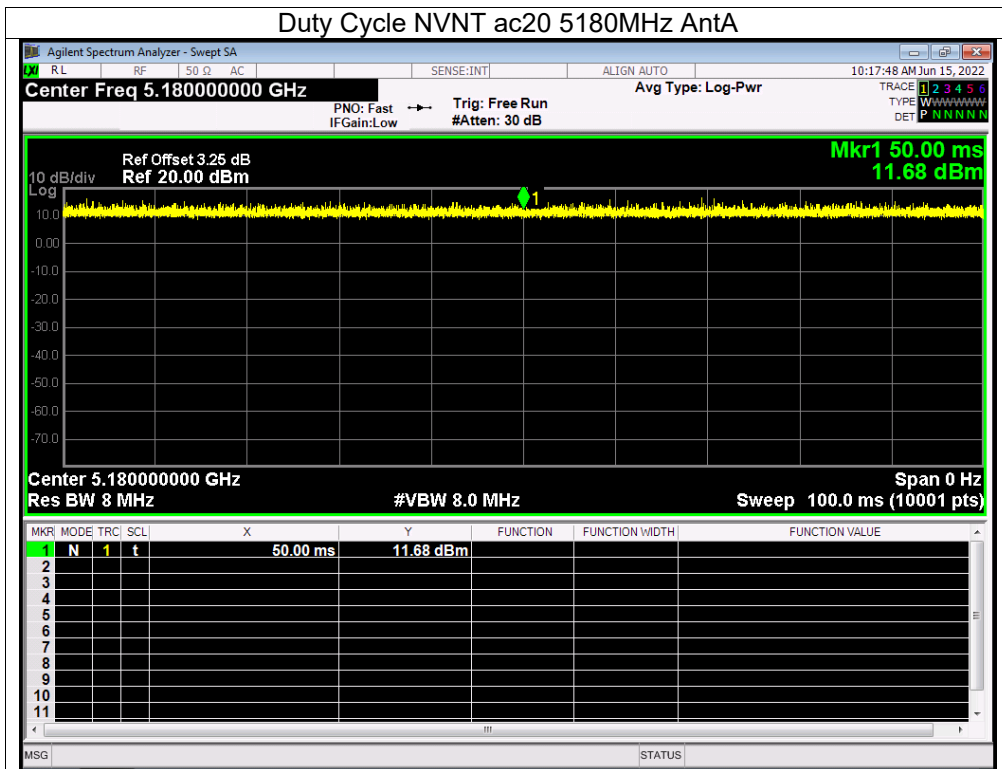 Duty Cycle NVNT ac20 5180MHz AntA
Agilent Spectrum Analyzer - Swept SA
LXI RL RF 50 Ω AC SENSE:INT ALIGN AUTO 10:17:48 AM Jun 15, 2022
Center Freq 5.180000000 GHz Avg Type: Log-Pwr TRACE 1 2 3 4 5 6
PNO: Fast Trig: Free Run TYPE WWWWWWW
IFGain:Low #Atten: 30 dB DET P N N N N N
Mkr1 50.00 ms
Ref Offset 3.25 dB
10 dB/div Ref 20.00 dBm 11.68 dBm
Log
1
10.0
0.00
-10.0
-20.0
-30.0
-40.0
-50.0
-60.0
-70.0
Center 5.180000000 GHz Span 0 Hz
Res BW 8 MHz #VBW 8.0 MHz Sweep 100.0 ms (10001 pts)
MKR MODE TRC SCL X Y FUNCTION FUNCTION WIDTH FUNCTION VALUE
1 N 1 t 50.00 ms 11.68 dBm
2
3
4
5
6
7
8
9
10
11
MSG STATUS